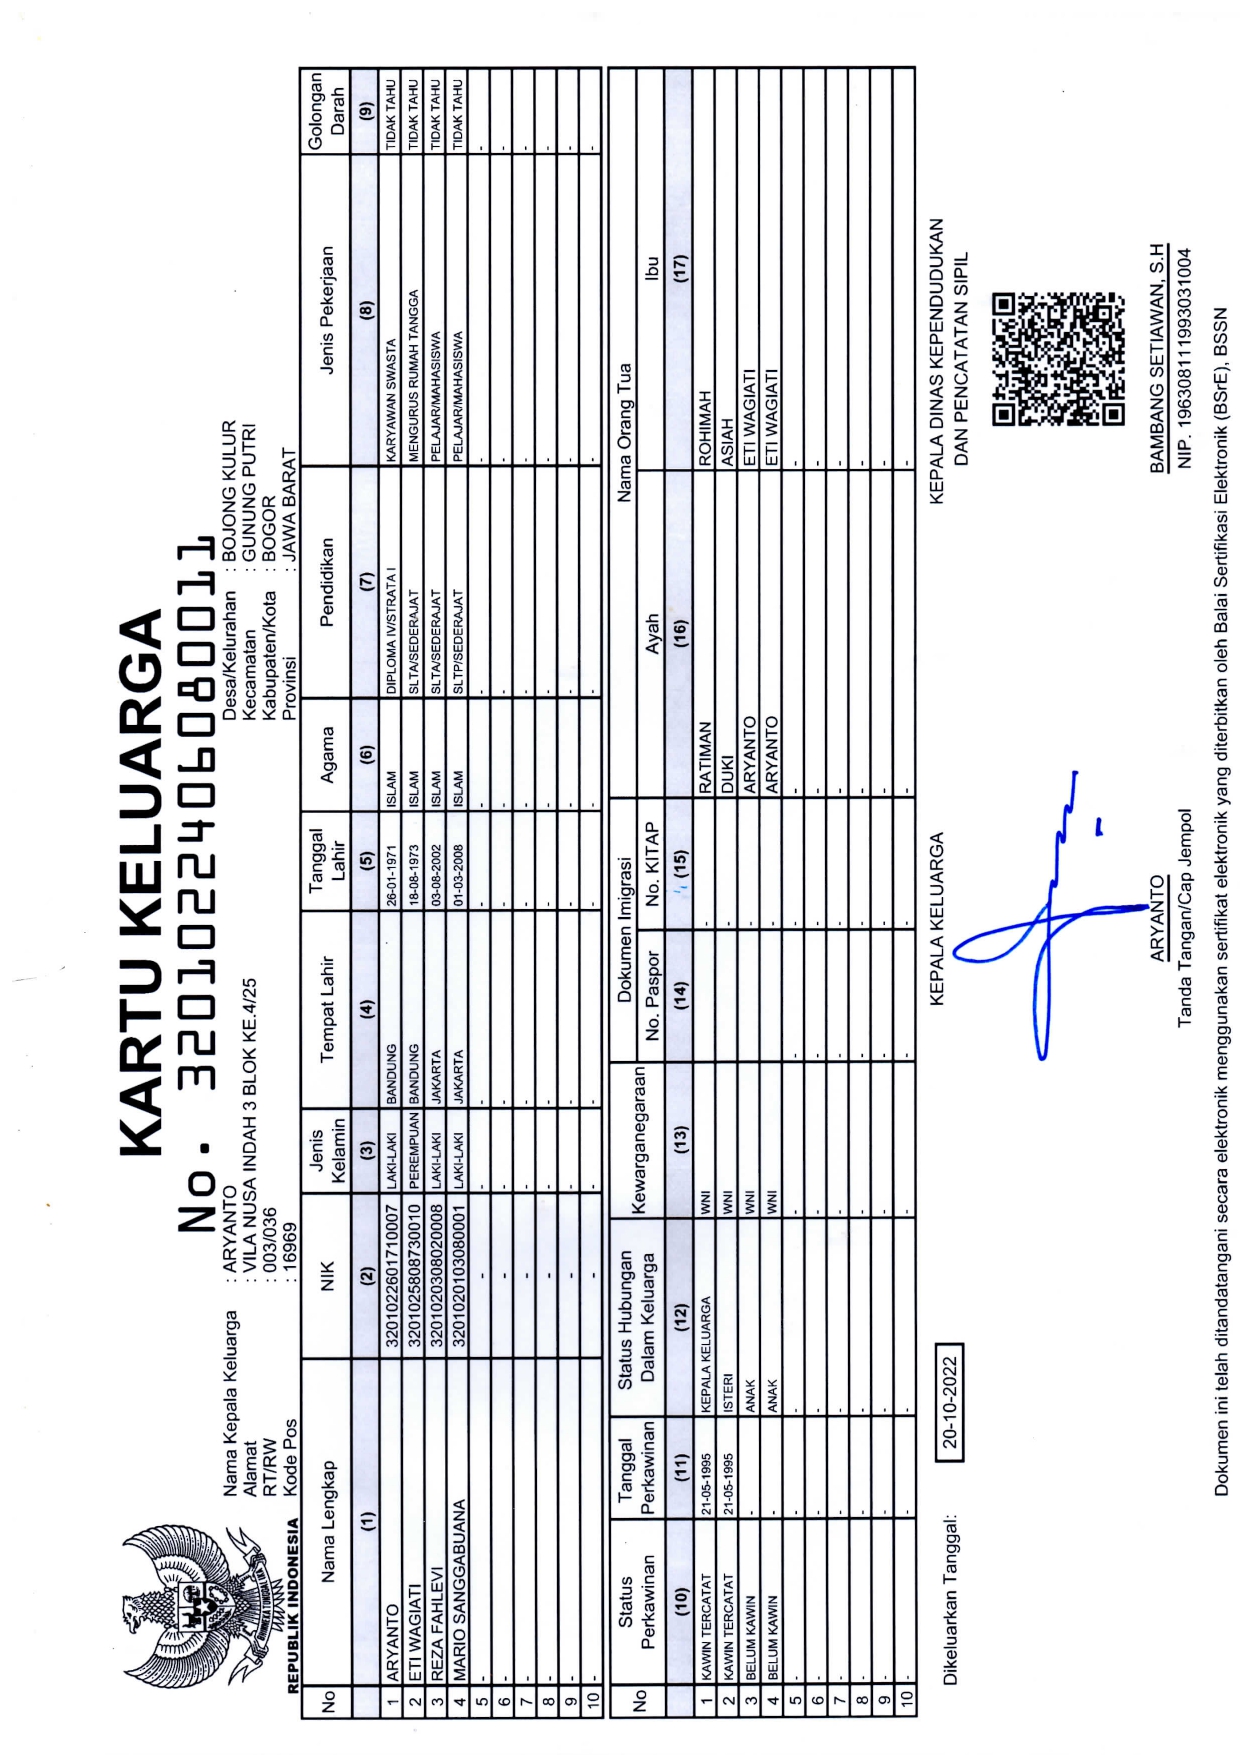 KARTU KELUARGA
No. 3201022406080011
Nama Kepala Keluarga : ARYANTO
Alamat : VILA NUSA INDAH 3 BLOK KE.4/25
RT/RW : 003/036
Kode Pos : 16969
Desa/Kelurahan : BOJONG KULUR
Kecamatan : GUNUNG PUTRI
Kabupaten/Kota : BOGOR
Provinsi : JAWA BARAT
BHINNEKA TUNGGAL IKA
REPUBLIK INDONESIA
No Nama Lengkap NIK Jenis Kelamin Tempat Lahir Tanggal Lahir Agama Pendidikan Jenis Pekerjaan Golongan Darah
(1) (2) (3) (4) (5) (6) (7) (8) (9)
1 ARYANTO 3201022601710007 LAKI-LAKI BANDUNG 26-01-1971 ISLAM DIPLOMA IV/STRATA I KARYAWAN SWASTA TIDAK TAHU
2 ETI WAGIATI 3201025808730010 PEREMPUAN BANDUNG 18-08-1973 ISLAM SLTA/SEDERAJAT MENGURUS RUMAH TANGGA TIDAK TAHU
3 REZA FAHLEVI 3201020308020008 LAKI-LAKI JAKARTA 03-08-2002 ISLAM SLTA/SEDERAJAT PELAJAR/MAHASISWA TIDAK TAHU
4 MARIO SANGGABUANA 3201020103080001 LAKI-LAKI JAKARTA 01-03-2008 ISLAM SLTP/SEDERAJAT PELAJAR/MAHASISWA TIDAK TAHU
5 - - - - - - - - -
6 - - - - - - - - -
7 - - - - - - - - -
8 - - - - - - - - -
9 - - - - - - - - -
10 - - - - - - - - -
No Status Perkawinan Tanggal Perkawinan Status Hubungan Dalam Keluarga Kewarganegaraan Dokumen Imigrasi Nama Orang Tua
No. Paspor No. KITAP Ayah Ibu
(10) (11) (12) (13) (14) (15) (16) (17)
1 KAWIN TERCATAT 21-05-1995 KEPALA KELUARGA WNI - RATIMAN ROHIMAH
2 KAWIN TERCATAT 21-05-1995 ISTERI WNI - DUKI ASIAH
3 BELUM KAWIN - ANAK WNI - ARYANTO ETI WAGIATI
4 BELUM KAWIN - ANAK WNI - ARYANTO ETI WAGIATI
5 - - - - - - - -
6 - - - - - - - -
7 - - - - - - - -
8 - - - - - - - -
9 - - - - - - - -
10 - - - - - - - -
Dikeluarkan Tanggal: 20-10-2022
KEPALA KELUARGA
ARYANTO
Tanda Tangan/Cap Jempol
KEPALA DINAS KEPENDUDUKAN
DAN PENCATATAN SIPIL
BAMBANG SETIAWAN, S.H
NIP. 196308111993031004
Dokumen ini telah ditandatangani secara elektronik menggunakan sertifikat elektronik yang diterbitkan oleh Balai Sertifikasi Elektronik (BSrE), BSSN